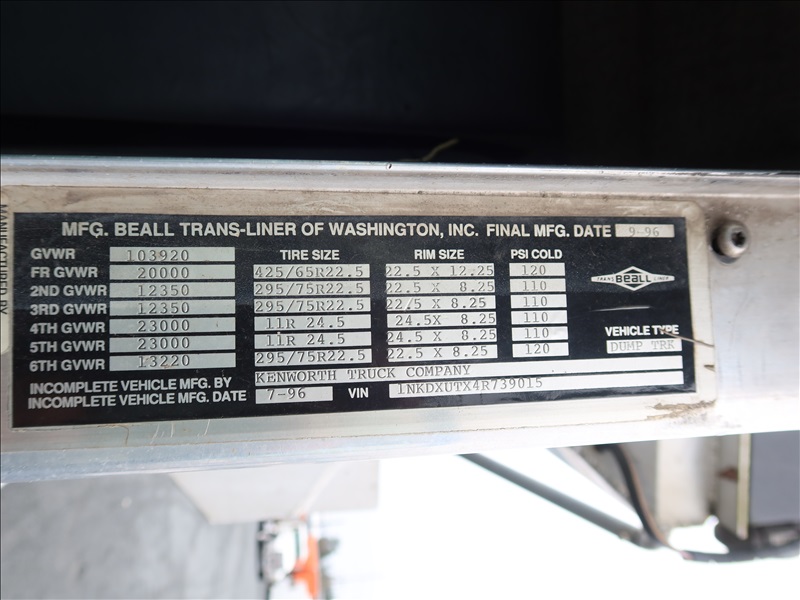 MANUFACTURED BY
MFG. BEALL TRANS-LINER OF WASHINGTON, INC. FINAL MFG. DATE 9-96
GVWR 103920 TIRE SIZE RIM SIZE PSI COLD
FR GVWR 20000 425/65R22.5 22.5 X 12.25 120
2ND GVWR 12350 295/75R22.5 22.5 X 8.25 110
3RD GVWR 12350 295/75R22.5 22.5 X 8.25 110
4TH GVWR 23000 11R 24.5 24.5X 8.25 110
5TH GVWR 23000 11R 24.5 24.5 X 8.25 110
6TH GVWR 13220 295/75R22.5 22.5 X 8.25 120
TRANS BEALL LINER
VEHICLE TYPE
DUMP TRK
INCOMPLETE VEHICLE MFG. BY KENWORTH TRUCK COMPANY
INCOMPLETE VEHICLE MFG. DATE 7-96 VIN 1NKDXUTX4R739015